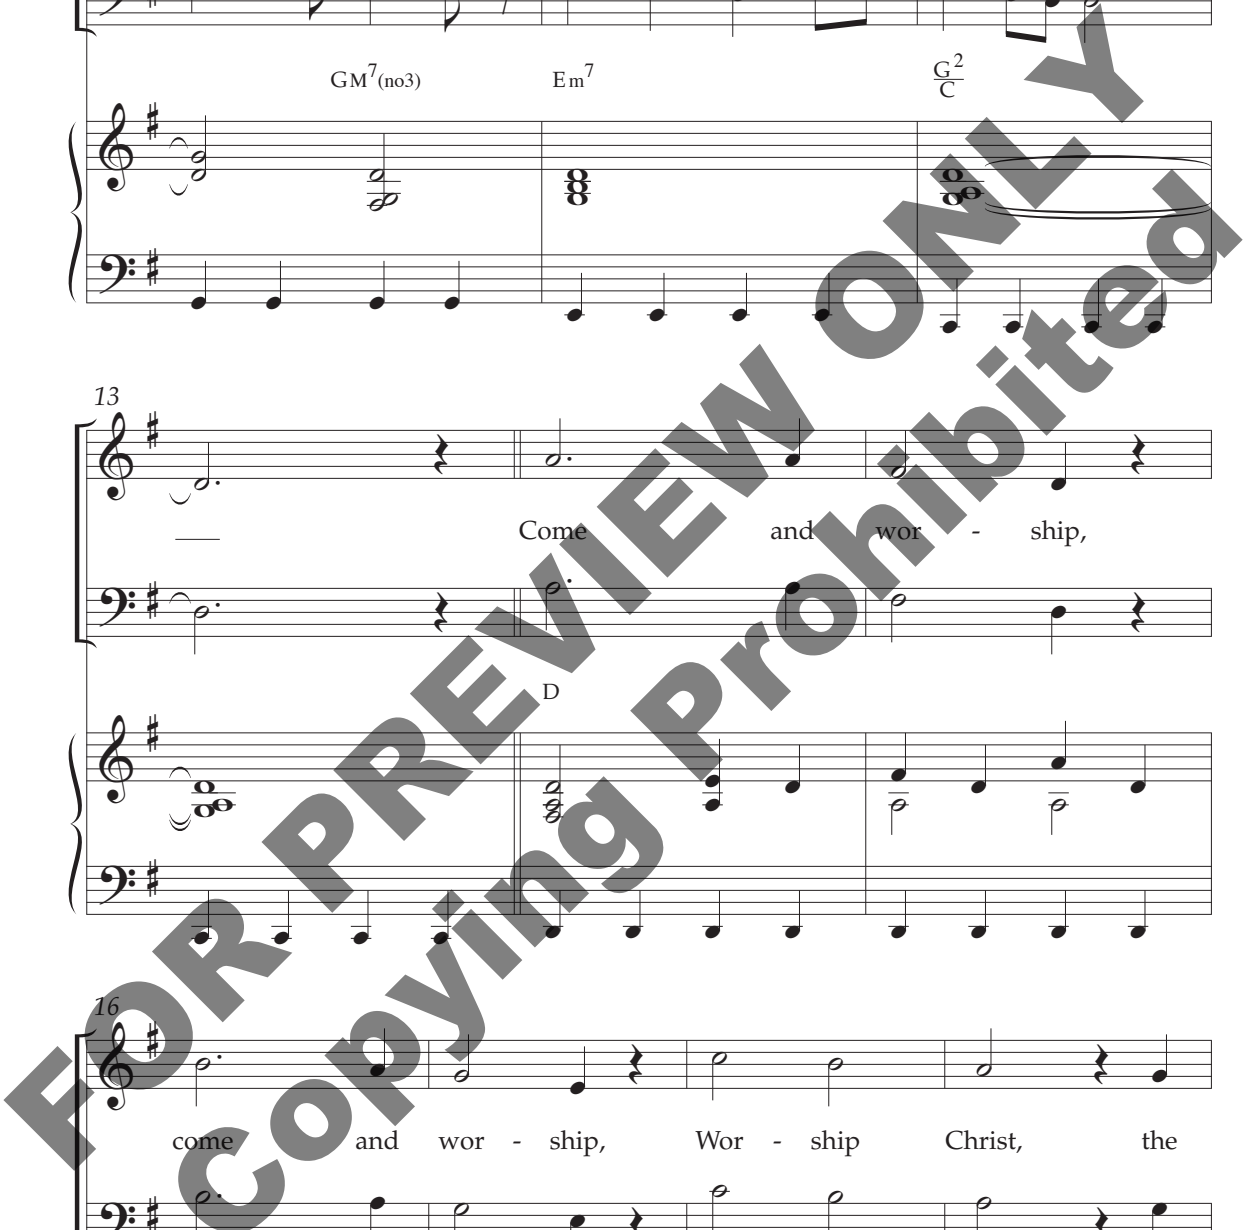 GM7(no3) Em7 G2
C
13
Come and wor - ship,
D
16
come and wor - ship, Wor - ship Christ, the
FOR PREVIEW ONLY
Copying Prohibited